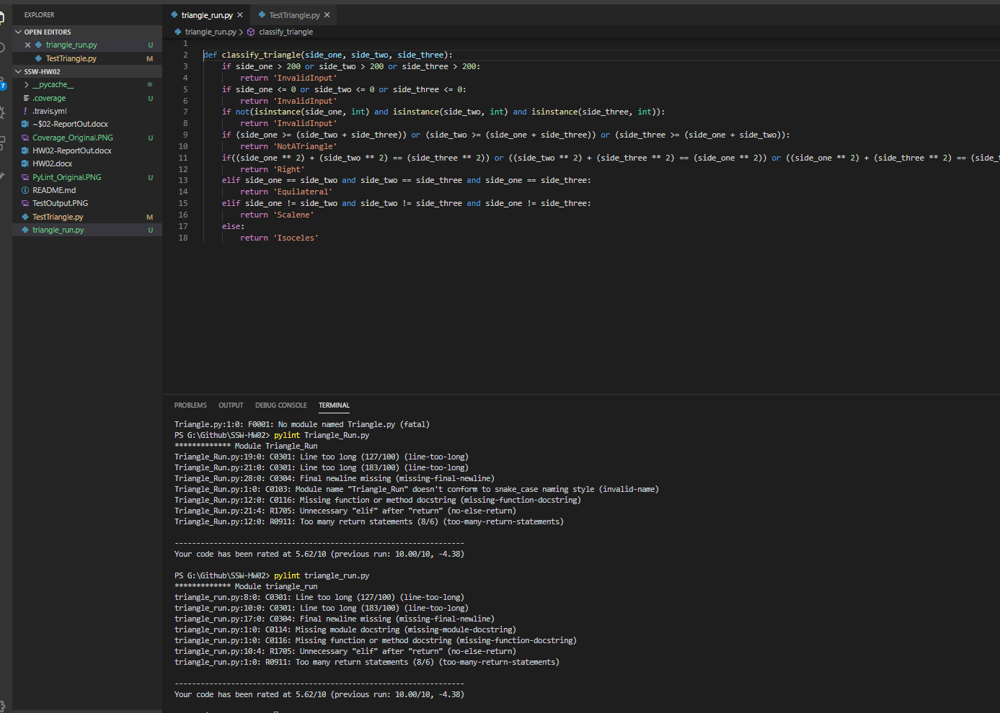 EXPLORER
OPEN EDITORS
triangle_run.py U
TestTriangle.py M
SSW-HW02
__pycache__
.coverage U
.travis.yml
~$02-ReportOut.docx
Coverage_Original.PNG U
HW02-ReportOut.docx
HW02.docx
PyLint_Original.PNG U
README.md
TestOutput.PNG
TestTriangle.py M
triangle_run.py U
7
triangle_run.py TestTriangle.py
triangle_run.py > classify_triangle
1
2 def classify_triangle(side_one, side_two, side_three):
3 if side_one > 200 or side_two > 200 or side_three > 200:
4 return 'InvalidInput'
5 if side_one <= 0 or side_two <= 0 or side_three <= 0:
6 return 'InvalidInput'
7 if not(isinstance(side_one, int) and isinstance(side_two, int) and isinstance(side_three, int)):
8 return 'InvalidInput'
9 if (side_one >= (side_two + side_three)) or (side_two >= (side_one + side_three)) or (side_three >= (side_one + side_two)):
10 return 'NotATriangle'
11 if((side_one ** 2) + (side_two ** 2) == (side_three ** 2)) or ((side_two ** 2) + (side_three ** 2) == (side_one ** 2)) or ((side_one ** 2) + (side_three ** 2) == (side_t
12 return 'Right'
13 elif side_one == side_two and side_two == side_three and side_one == side_three:
14 return 'Equilateral'
15 elif side_one != side_two and side_two != side_three and side_one != side_three:
16 return 'Scalene'
17 else:
18 return 'Isoceles'
PROBLEMS OUTPUT DEBUG CONSOLE TERMINAL
Triangle.py:1:0: F0001: No module named Triangle.py (fatal)
PS G:\Github\SSW-HW02> pylint Triangle_Run.py
************* Module Triangle_Run
Triangle_Run.py:19:0: C0301: Line too long (127/100) (line-too-long)
Triangle_Run.py:21:0: C0301: Line too long (183/100) (line-too-long)
Triangle_Run.py:28:0: C0304: Final newline missing (missing-final-newline)
Triangle_Run.py:1:0: C0103: Module name "Triangle_Run" doesn't conform to snake_case naming style (invalid-name)
Triangle_Run.py:12:0: C0116: Missing function or method docstring (missing-function-docstring)
Triangle_Run.py:21:4: R1705: Unnecessary "elif" after "return" (no-else-return)
Triangle_Run.py:12:0: R0911: Too many return statements (8/6) (too-many-return-statements)
-------------------------------------------------------------------
Your code has been rated at 5.62/10 (previous run: 10.00/10, -4.38)
PS G:\Github\SSW-HW02> pylint triangle_run.py
************* Module triangle_run
triangle_run.py:8:0: C0301: Line too long (127/100) (line-too-long)
triangle_run.py:10:0: C0301: Line too long (183/100) (line-too-long)
triangle_run.py:17:0: C0304: Final newline missing (missing-final-newline)
triangle_run.py:1:0: C0114: Missing module docstring (missing-module-docstring)
triangle_run.py:1:0: C0116: Missing function or method docstring (missing-function-docstring)
triangle_run.py:10:4: R1705: Unnecessary "elif" after "return" (no-else-return)
triangle_run.py:1:0: R0911: Too many return statements (8/6) (too-many-return-statements)
-------------------------------------------------------------------
Your code has been rated at 5.62/10 (previous run: 10.00/10, -4.38)